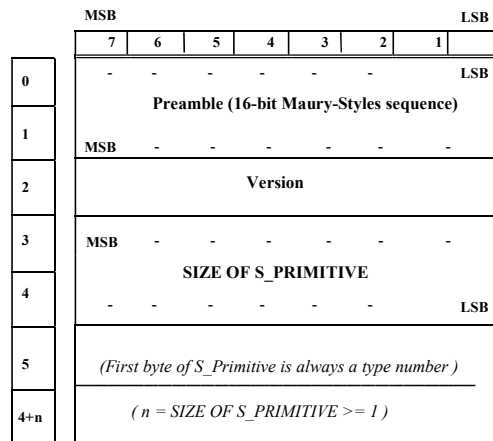 MSB LSB
7 6 5 4 3 2 1
0 - - - - - - LSB
Preamble (16-bit Maury-Styles sequence)
1 MSB - - - - - -
2 Version
3 MSB - - - - - -
SIZE OF S_PRIMITIVE
4 - - - - - - LSB
5 (First byte of S_Primitive is always a type number )
4+n ( n = SIZE OF S_PRIMITIVE >= 1 )